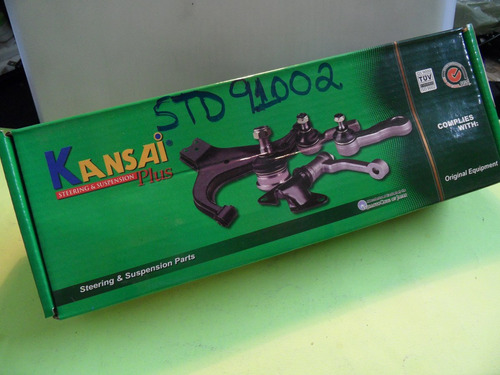 STD 91002
KANSAI®
STEERING & SUSPENSION
Plus
TÜV
COMPLIES
WITH:
Original Equipment
Steering & Suspension Parts